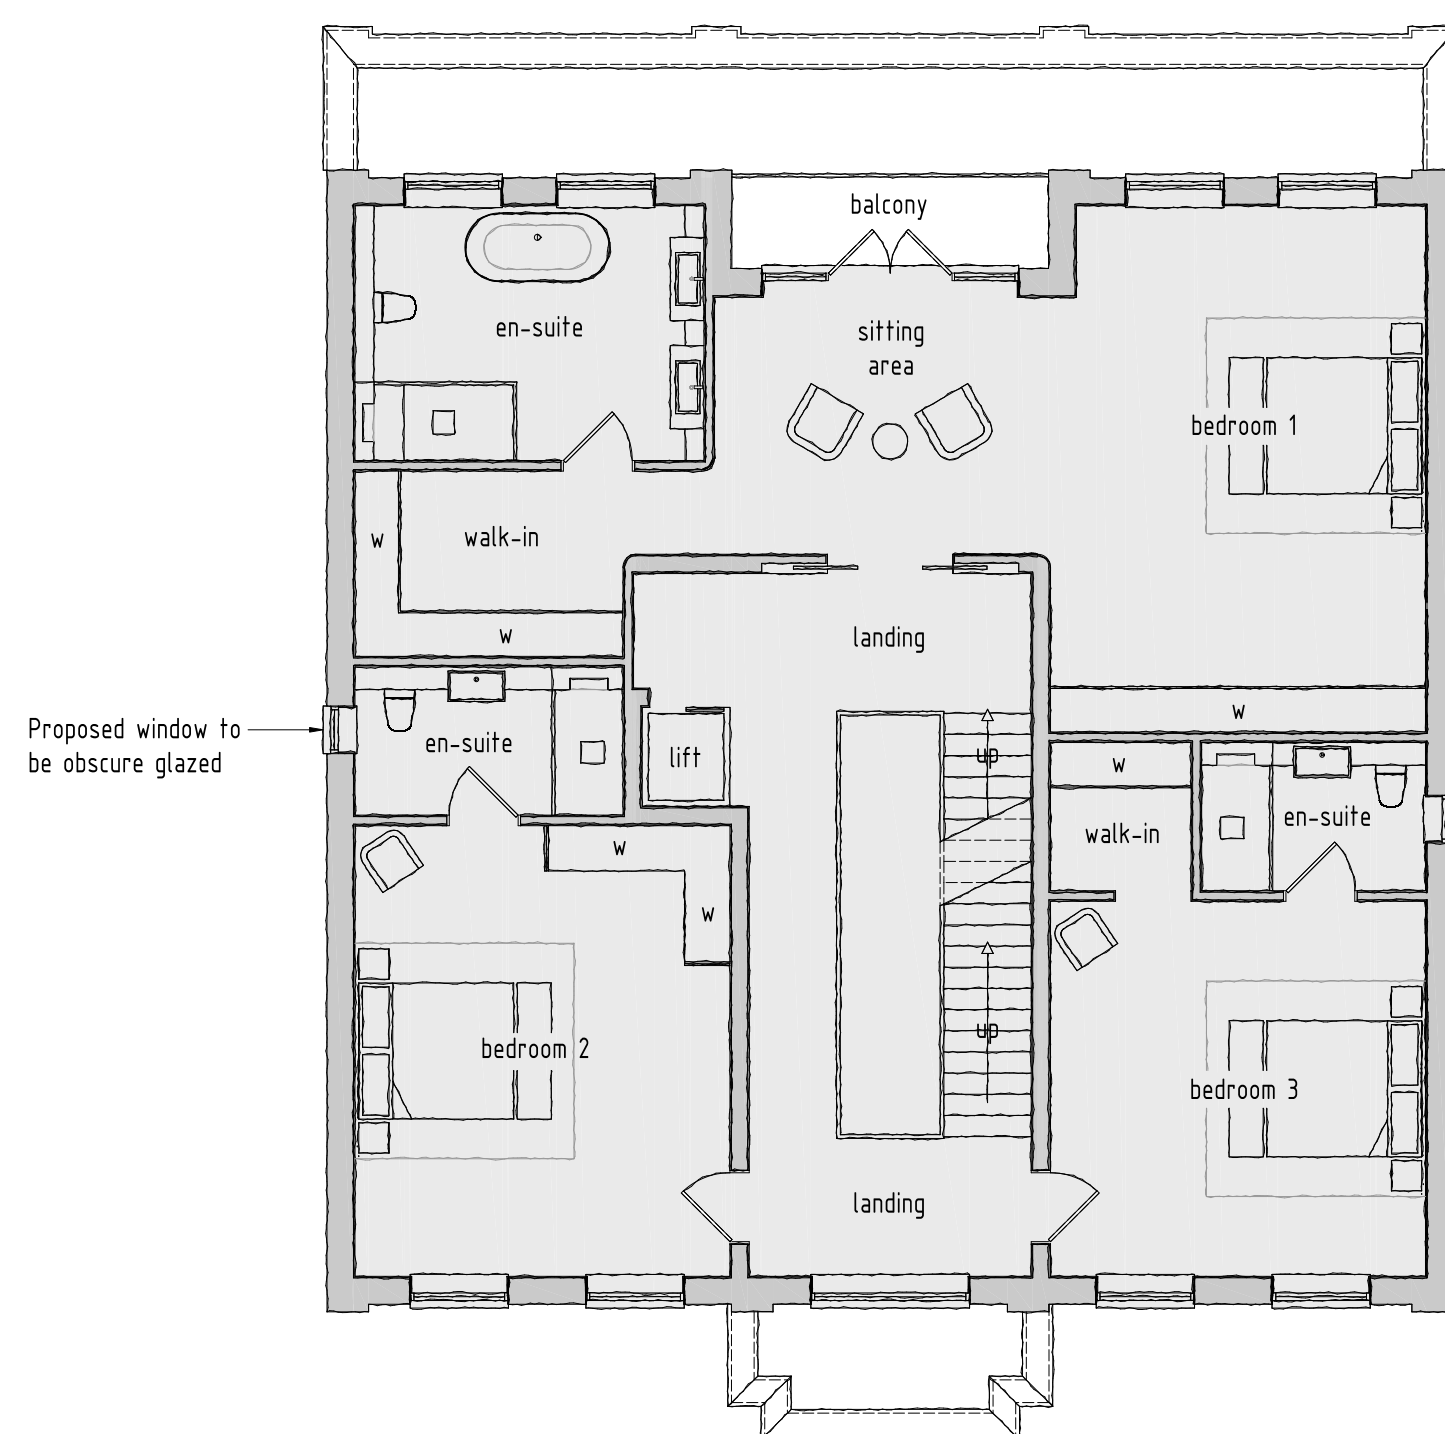 balcony
sitting
area
en-suite
bedroom 1
w
walk-in
w
landing
w
Proposed window to
be obscure glazed
en-suite
lift
up
w
walk-in
en-suite
w
w
up
bedroom 2
bedroom 3
landing